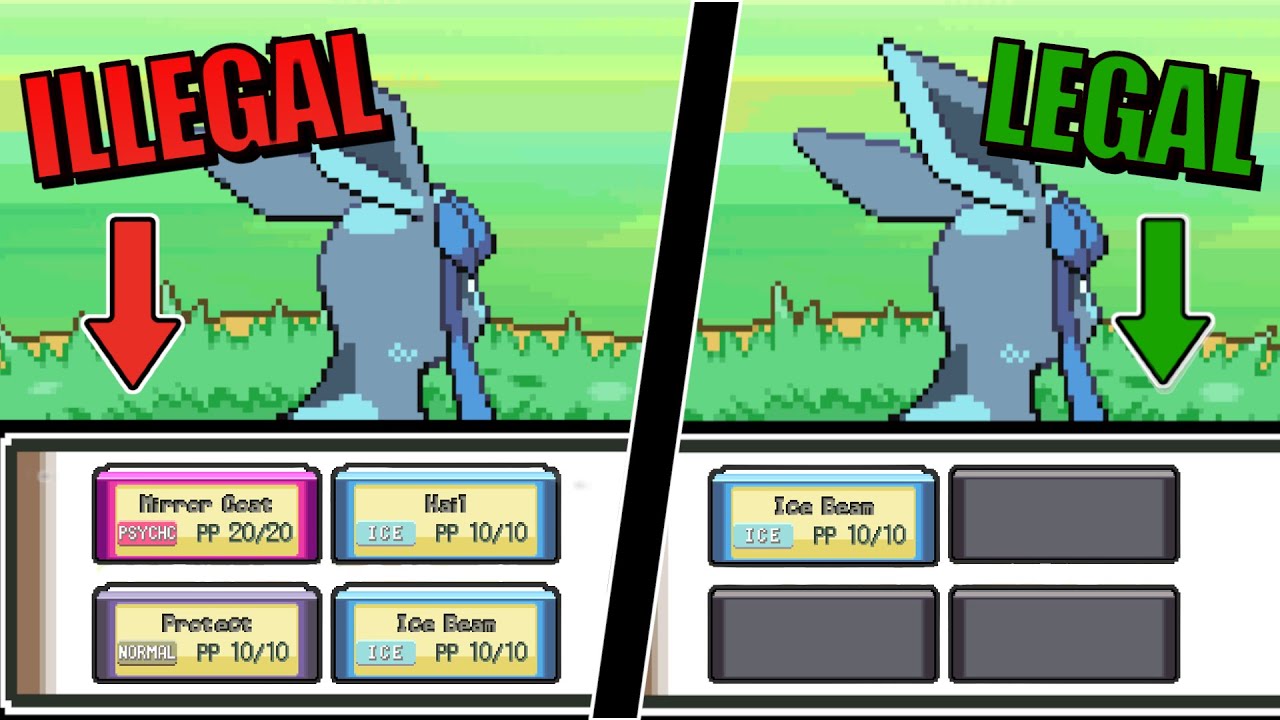 ILLEGAL
LEGAL
Mirror Coat
PSYCHC PP 20/20
Hail
ICE PP 10/10
Protect
NORMAL PP 10/10
Ice Beam
ICE PP 10/10
Ice Beam
ICE PP 10/10